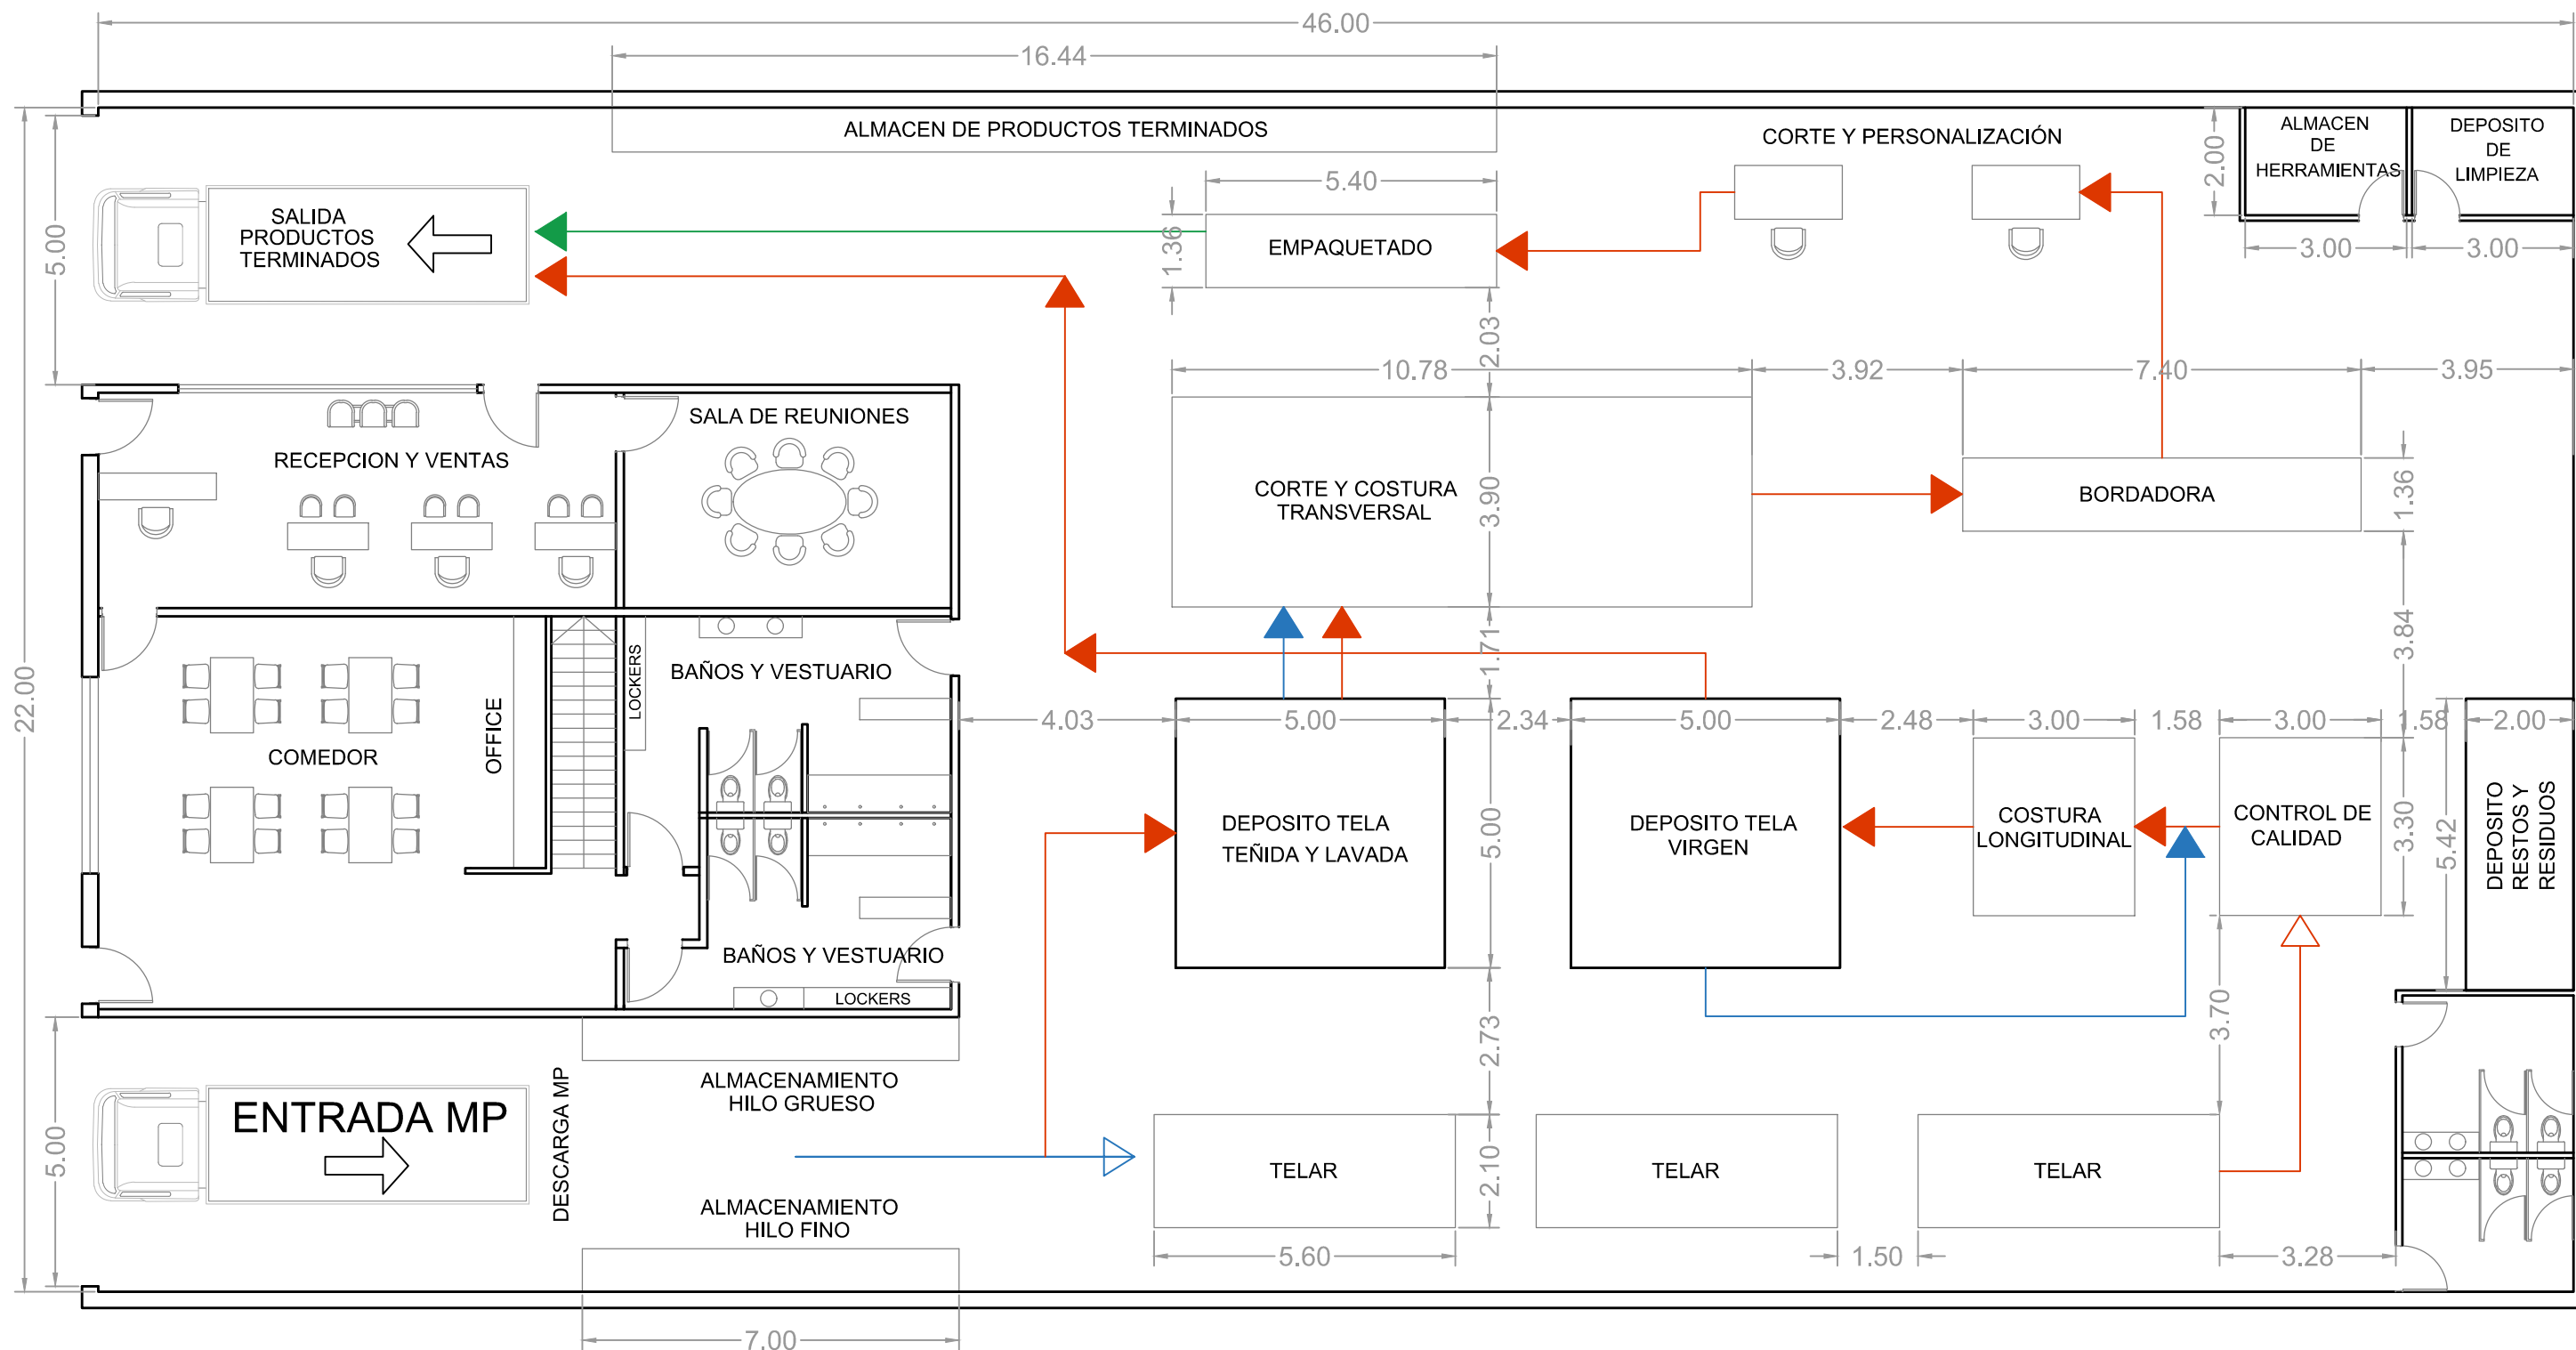 46.00
16.44
ALMACEN DE PRODUCTOS TERMINADOS
CORTE Y PERSONALIZACIÓN
ALMACEN
DE
HERRAMIENTAS
DEPOSITO
DE
LIMPIEZA
2.00
3.00
3.00
5.00
SALIDA
PRODUCTOS
TERMINADOS
5.40
1.36
EMPAQUETADO
2.03
10.78
3.92
7.40
3.95
SALA DE REUNIONES
RECEPCION Y VENTAS
CORTE Y COSTURA
TRANSVERSAL
3.90
BORDADORA
1.36
22.00
LOCKERS
BAÑOS Y VESTUARIO
1.71
3.84
4.03
5.00
2.34
5.00
2.48
3.00
1.58
3.00
1.58
2.00
COMEDOR
OFFICE
DEPOSITO TELA
TEÑIDA Y LAVADA
5.00
DEPOSITO TELA
VIRGEN
COSTURA
LONGITUDINAL
CONTROL DE
CALIDAD
3.30
5.42
DEPOSITO
RESTOS Y
RESIDUOS
BAÑOS Y VESTUARIO
LOCKERS
2.73
3.70
5.00
ENTRADA MP
DESCARGA MP
ALMACENAMIENTO
HILO GRUESO
ALMACENAMIENTO
HILO FINO
TELAR
2.10
TELAR
TELAR
5.60
1.50
3.28
7.00